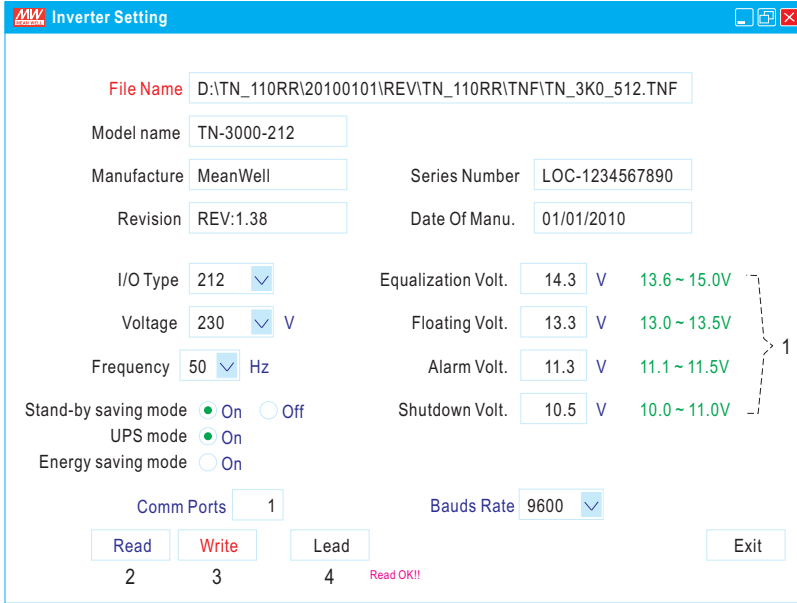 MW MEAN WELL Inverter Setting
File Name D:\TN_110RR\20100101\REV\TN_110RR\TNF\TN_3K0_512.TNF
Model name TN-3000-212
Manufacture MeanWell Series Number LOC-1234567890
Revision REV:1.38 Date Of Manu. 01/01/2010
I/O Type 212 Equalization Volt. 14.3 V 13.6 ~ 15.0V
Voltage 230 V Floating Volt. 13.3 V 13.0 ~ 13.5V
1
Frequency 50 Hz Alarm Volt. 11.3 V 11.1 ~ 11.5V
Stand-by saving mode On Off Shutdown Volt. 10.5 V 10.0 ~ 11.0V
UPS mode On
Energy saving mode On
Comm Ports 1 Bauds Rate 9600
Read Write Lead Exit
2 3 4 Read OK!!